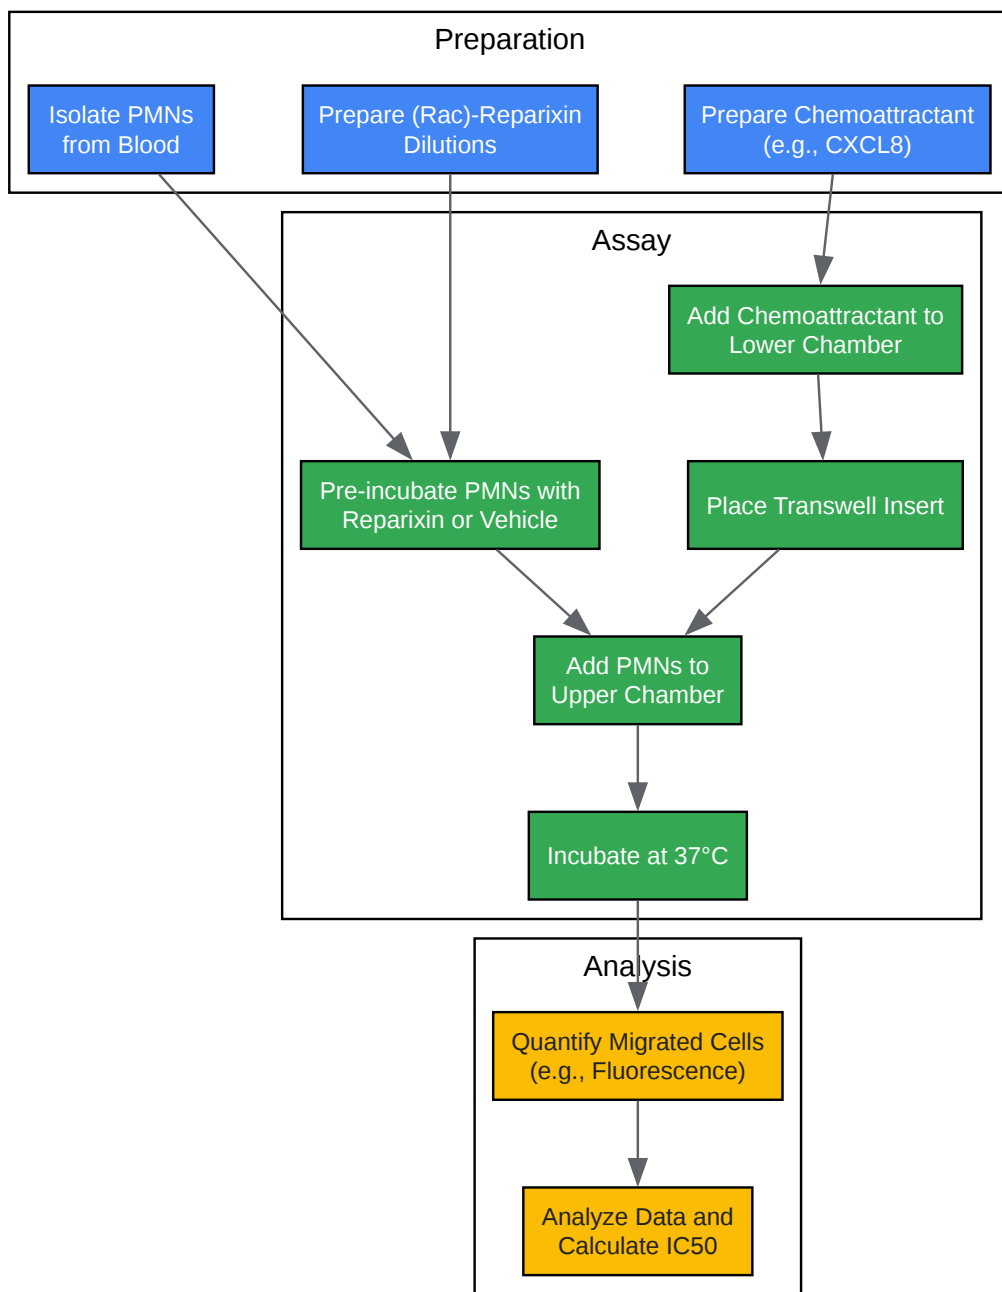 Preparation
Isolate PMNs
from Blood
Prepare (Rac)-Reparixin
Dilutions
Prepare Chemoattractant
(e.g., CXCL8)
Assay
Add Chemoattractant to
Lower Chamber
Pre-incubate PMNs with
Reparixin or Vehicle
Place Transwell Insert
Add PMNs to
Upper Chamber
Incubate at 37°C
Analysis
Quantify Migrated Cells
(e.g., Fluorescence)
Analyze Data and
Calculate IC50